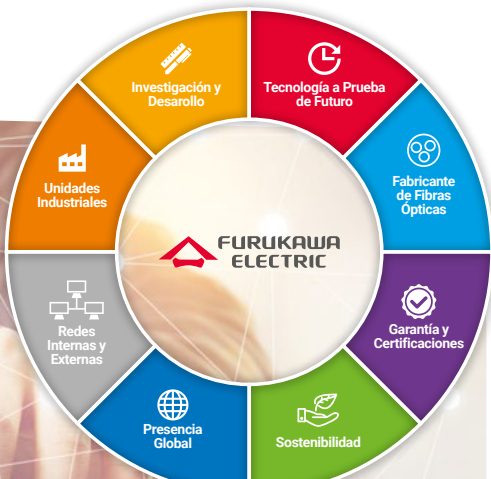 Investigación y
Desarollo
Tecnología a Prueba
de Futuro
Unidades
Industriales
Fabricante
de Fibras
Ópticas
FURUKAWA
ELECTRIC
Redes
Internas y
Externas
Garantía y
Certificaciones
Presencia
Global
Sostenibilidad